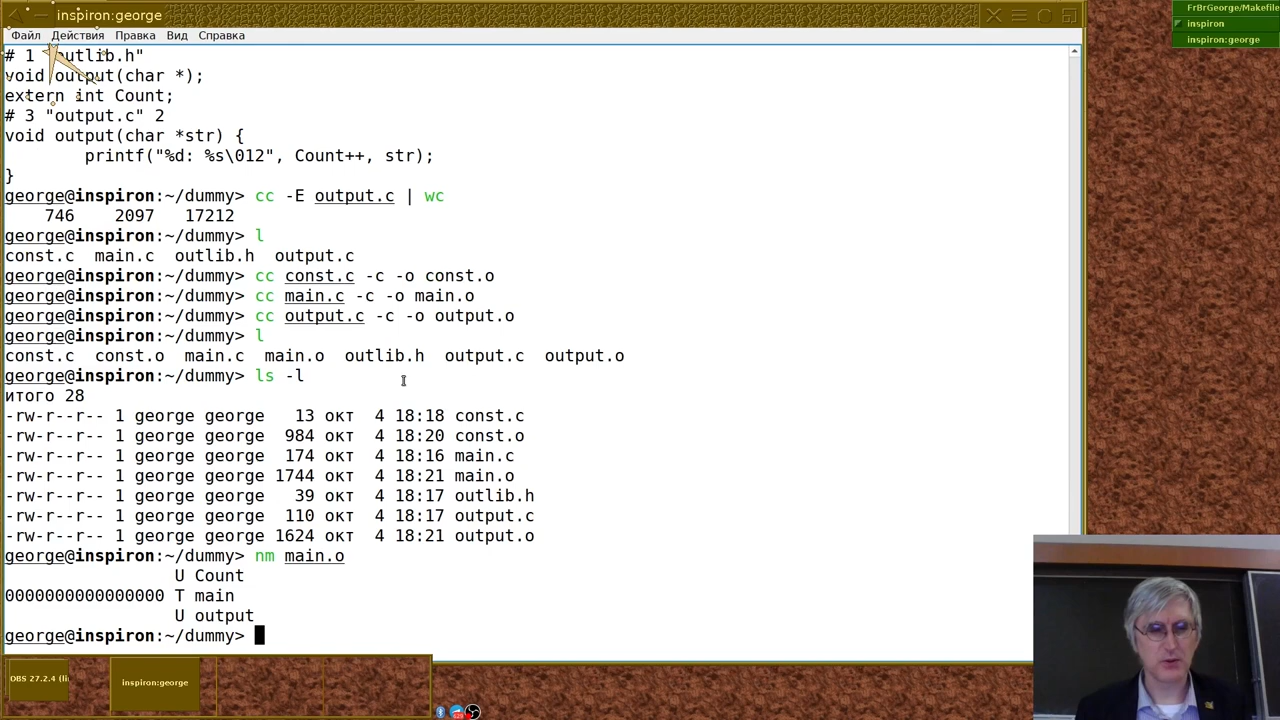 inspiron:george
Файл Действия Правка Вид Справка
# 1 "outlib.h"
void output(char *);
extern int Count;
# 3 "output.c" 2
void output(char *str) {
        printf("%d: %s\012", Count++, str);
}
george@inspiron:~/dummy> cc -E output.c | wc
    746    2097   17212
george@inspiron:~/dummy> l
const.c  main.c  outlib.h  output.c
george@inspiron:~/dummy> cc const.c -c -o const.o
george@inspiron:~/dummy> cc main.c -c -o main.o
george@inspiron:~/dummy> cc output.c -c -o output.o
george@inspiron:~/dummy> l
const.c  const.o  main.c  main.o  outlib.h  output.c  output.o
george@inspiron:~/dummy> ls -l
итого 28
-rw-r--r-- 1 george george   13 окт  4 18:18 const.c
-rw-r--r-- 1 george george  984 окт  4 18:20 const.o
-rw-r--r-- 1 george george  174 окт  4 18:16 main.c
-rw-r--r-- 1 george george 1744 окт  4 18:21 main.o
-rw-r--r-- 1 george george   39 окт  4 18:17 outlib.h
-rw-r--r-- 1 george george  110 окт  4 18:17 output.c
-rw-r--r-- 1 george george 1624 окт  4 18:21 output.o
george@inspiron:~/dummy> nm main.o
                 U Count
0000000000000000 T main
                 U output
george@inspiron:~/dummy>
FrBrGeorge/Makefile
inspiron
inspiron:george
OBS 27.2.4 (li
inspiron:george